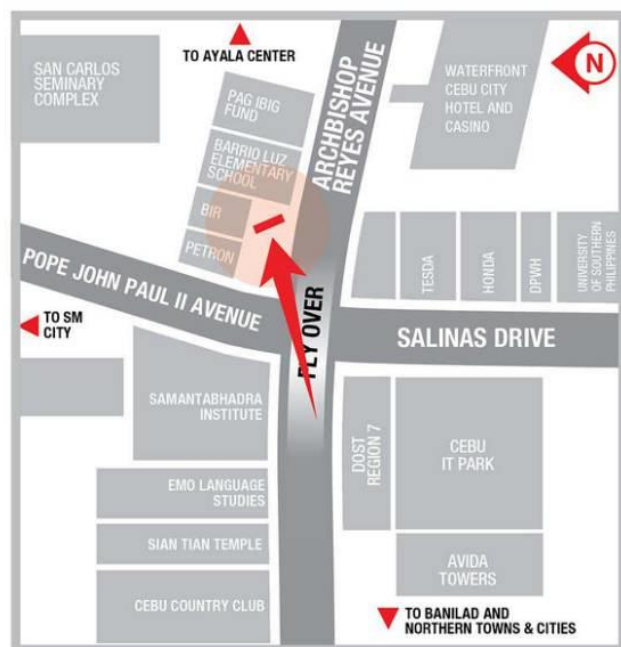 TO AYALA CENTER
SAN CARLOS
SEMINARY
COMPLEX
PAG IBIG
FUND
BARRIO LUZ
ELEMENTARY
SCHOOL
BIR
PETRON
ARCHBISHOP
REYES AVENUE
WATERFRONT
CEBU CITY
HOTEL AND
CASINO
N
TESDA
HONDA
DPWH
UNIVERSITY
OF SOUTHERN
PHILIPPINES
POPE JOHN PAUL II AVENUE
TO SM
CITY
FLY OVER
SALINAS DRIVE
SAMANTABHADRA
INSTITUTE
EMO LANGUAGE
STUDIES
SIAN TIAN TEMPLE
CEBU COUNTRY CLUB
DOST
REGION 7
CEBU
IT PARK
AVIDA
TOWERS
TO BANILAD AND
NORTHERN TOWNS & CITIES